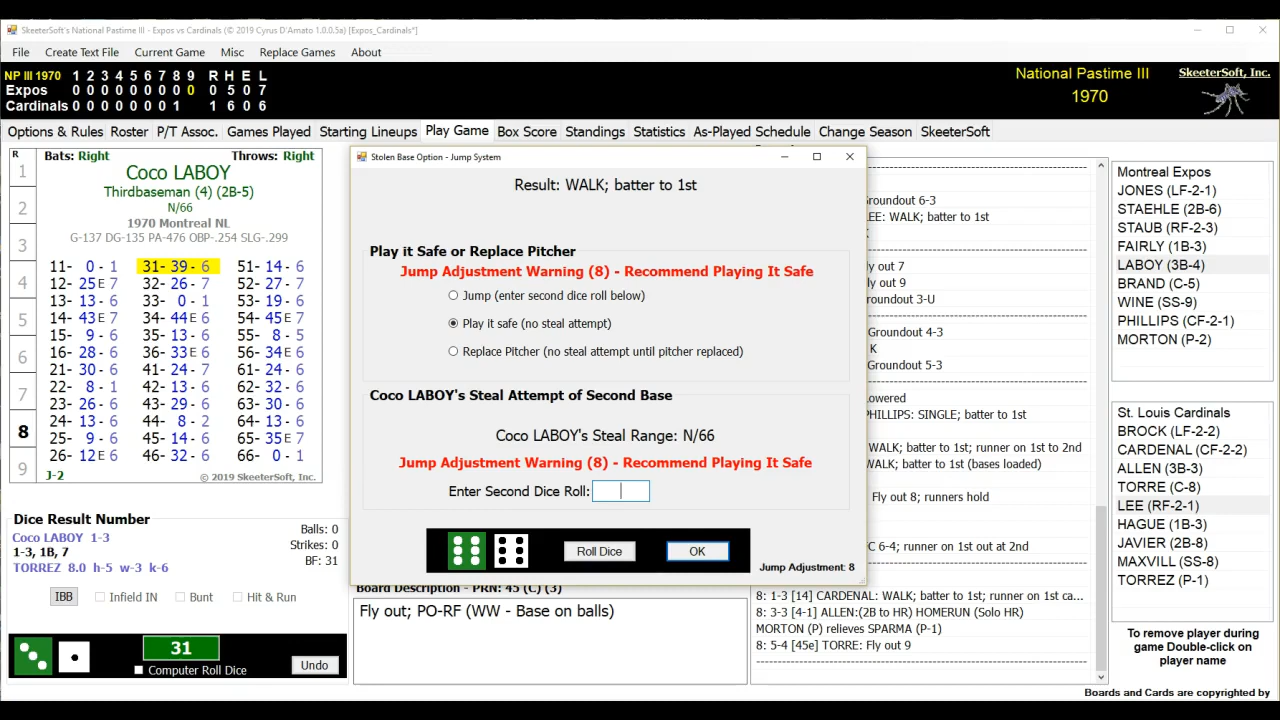 SkeeterSoft's National Pastime III - Expos vs Cardinals (© 2019 Cyrus D'Amato 1.0.0.5a) [Expos_Cardinals*]
File Create Text File Current Game Misc Replace Games About
NP III 1970 1 2 3 4 5 6 7 8 9 R H E L
Expos 0 0 0 0 0 0 0 0 0 0 5 0 7
Cardinals 0 0 0 0 0 0 0 1 1 6 0 6
National Pastime III
1970
SkeeterSoft, Inc.
Options & Rules Roster P/T Assoc. Games Played Starting Lineups Play Game Box Score Standings Statistics As-Played Schedule Change Season SkeeterSoft
R
1
2
3
4
5
6
7
8
9
Bats: Right Throws: Right
Coco LABOY
Thirdbaseman (4) (2B-5)
N/66
1970 Montreal NL
G-137 DG-135 PA-476 OBP-.254 SLG-.299
11- 0 - 1 31- 39 - 6 51- 14 - 6
12- 25 E 7 32- 26 - 7 52- 27 - 7
13- 13 - 6 33- 0 - 1 53- 19 - 6
14- 43 E 7 34- 44 E 6 54- 45 E 7
15- 9 - 6 35- 10 - 6 55- 8 - 5
16- 28 - 6 36- 33 E 6 56- 34 E 6
21- 30 - 6 41- 24 - 7 61- 24 - 6
22- 8 - 1 42- 13 - 6 62- 32 - 6
23- 26 - 6 43- 29 - 6 63- 30 - 6
24- 13 - 6 44- 8 - 2 64- 13 - 6
25- 9 - 6 45- 14 - 6 65- 35 E 7
26- 12 E 6 46- 32 - 6 66- 0 - 1
J-2 © 2019 SkeeterSoft, Inc.
Dice Result Number
Coco LABOY 1-3
1-3, 1B, 7
TORREZ 8.0 h-5 w-3 k-6
Balls: 0
Strikes: 0
BF: 31
IBB Infield IN Bunt Hit & Run
31
Computer Roll Dice
Undo
Stolen Base Option - Jump System
Result: WALK; batter to 1st
Play it Safe or Replace Pitcher
Jump Adjustment Warning (8) - Recommend Playing It Safe
Jump (enter second dice roll below)
Play it safe (no steal attempt)
Replace Pitcher (no steal attempt until pitcher replaced)
Coco LABOY's Steal Attempt of Second Base
Coco LABOY's Steal Range: N/66
Jump Adjustment Warning (8) - Recommend Playing It Safe
Enter Second Dice Roll:
Roll Dice OK
Jump Adjustment: 8
Board Description - PRN: 45 (C) (3)
Fly out; PO-RF (WW - Base on balls)
Groundout 6-3
LEE: WALK; batter to 1st
K
ly out 7
ly out 9
roundout 3-U
Groundout 4-3
K
Groundout 5-3
owered
PHILLIPS: SINGLE; batter to 1st
WALK; batter to 1st; runner on 1st to 2nd
WALK; batter to 1st (bases loaded)
Fly out 8; runners hold
C 6-4; runner on 1st out at 2nd
8: 1-3 [14] CARDENAL: WALK; batter to 1st; runner on 1st ca...
8: 3-3 [4-1] ALLEN:(2B to HR) HOMERUN (Solo HR)
MORTON (P) relieves SPARMA (P-1)
8: 5-4 [45e] TORRE: Fly out 9
Montreal Expos
JONES (LF-2-1)
STAEHLE (2B-6)
STAUB (RF-2-3)
FAIRLY (1B-3)
LABOY (3B-4)
BRAND (C-5)
WINE (SS-9)
PHILLIPS (CF-2-1)
MORTON (P-2)
St. Louis Cardinals
BROCK (LF-2-2)
CARDENAL (CF-2-2)
ALLEN (3B-3)
TORRE (C-8)
LEE (RF-2-1)
HAGUE (1B-3)
JAVIER (2B-8)
MAXVILL (SS-8)
TORREZ (P-1)
To remove player during
game Double-click on
player name
Boards and Cards are copyrighted by